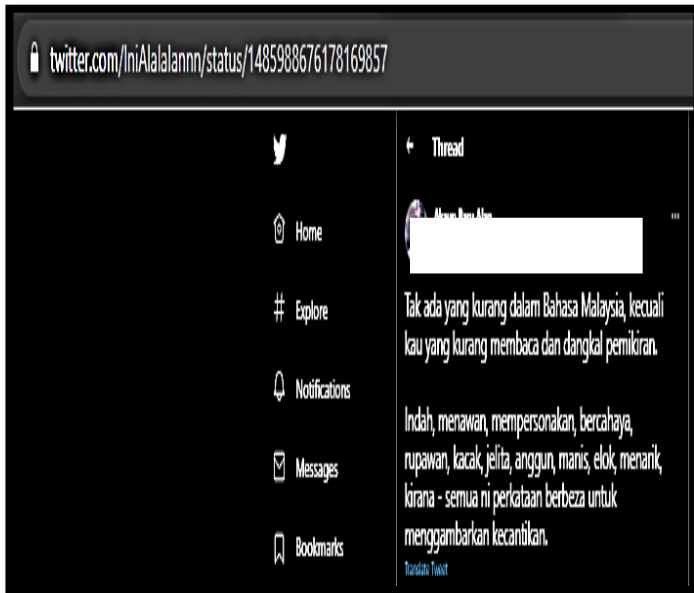 twitter.com/IniAlalalannn/status/1485988676178169857
Thread
Home
Explore
Notifications
Messages
Bookmarks
Tak ada yang kurang dalam Bahasa Malaysia, kecuali
kau yang kurang membaca dan dangkal pemikiran.
Indah, menawan, mempersonakan, bercahaya,
rupawan, kacak, jelita, anggun, manis, elok, menarik,
kirana - semua ni perkataan berbeza untuk
menggambarkan kecantikan.
Translate Tweet